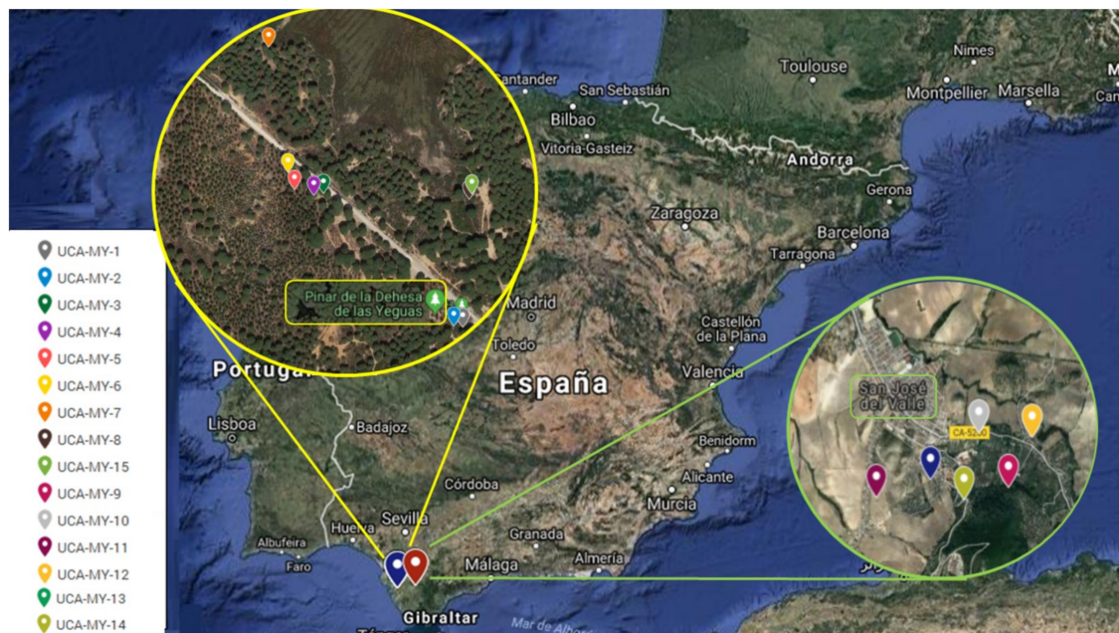 UCA-MY-1
UCA-MY-2
UCA-MY-3
UCA-MY-4
UCA-MY-5
UCA-MY-6
UCA-MY-7
UCA-MY-8
UCA-MY-15
UCA-MY-9
UCA-MY-10
UCA-MY-11
UCA-MY-12
UCA-MY-13
UCA-MY-14
Pinar de la Dehesa
de las Yeguas
San José
del Valle
CA-5200
Santander
San Sebastián
Bilbao
Vitoria-Gasteiz
Toulouse
Nimes
Montpellier
Marsella
Andorra
Gerona
Zaragoza
Barcelona
Tarragona
Madrid
Toledo
Castellón
de la Plana
Portugal
España
Valencia
Lisboa
Badajoz
Benidorm
Alicante
Murcia
Córdoba
Huelva
Sevilla
Granada
Albufeira
Faro
Málaga
Almería
Gibraltar
Mar de Albor